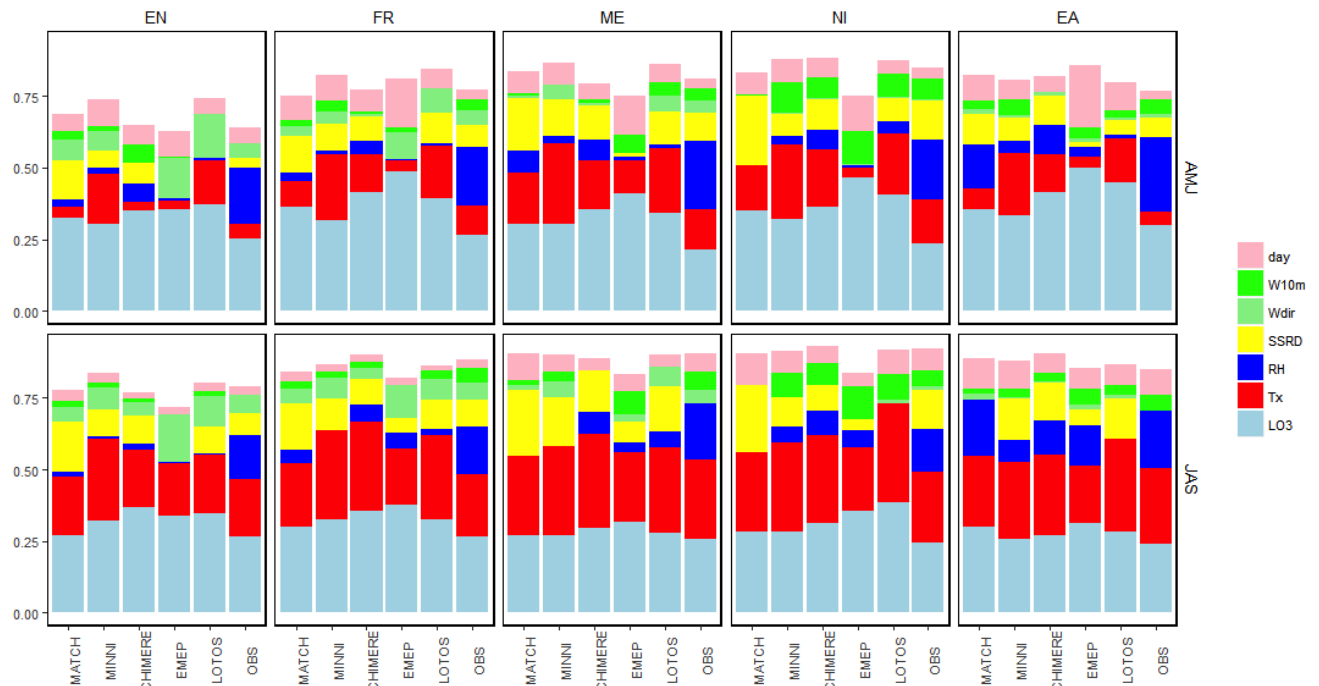 EN FR ME NI EA
0.75
0.50
0.25
0.00
AMJ
0.75
0.50
0.25
0.00
JAS
day
W10m
Wdir
SSRD
RH
Tx
LO3
MATCH MINNI CHIMERE EMEP LOTOS OBS MATCH MINNI CHIMERE EMEP LOTOS OBS MATCH MINNI CHIMERE EMEP LOTOS OBS MATCH MINNI CHIMERE EMEP LOTOS OBS MATCH MINNI CHIMERE EMEP LOTOS OBS